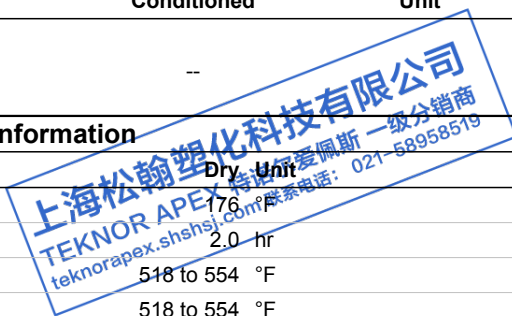 Conditioned Unit
--
nformation
Dry Unit
176 °F
2.0 hr
518 to 554 °F
518 to 554 °F
上海松翰塑化科技有限公司
TEKNOR APEX 特诺尔爱佩斯 一级分销商
teknorapex.shshsj.com 联系电话： 021-58958519